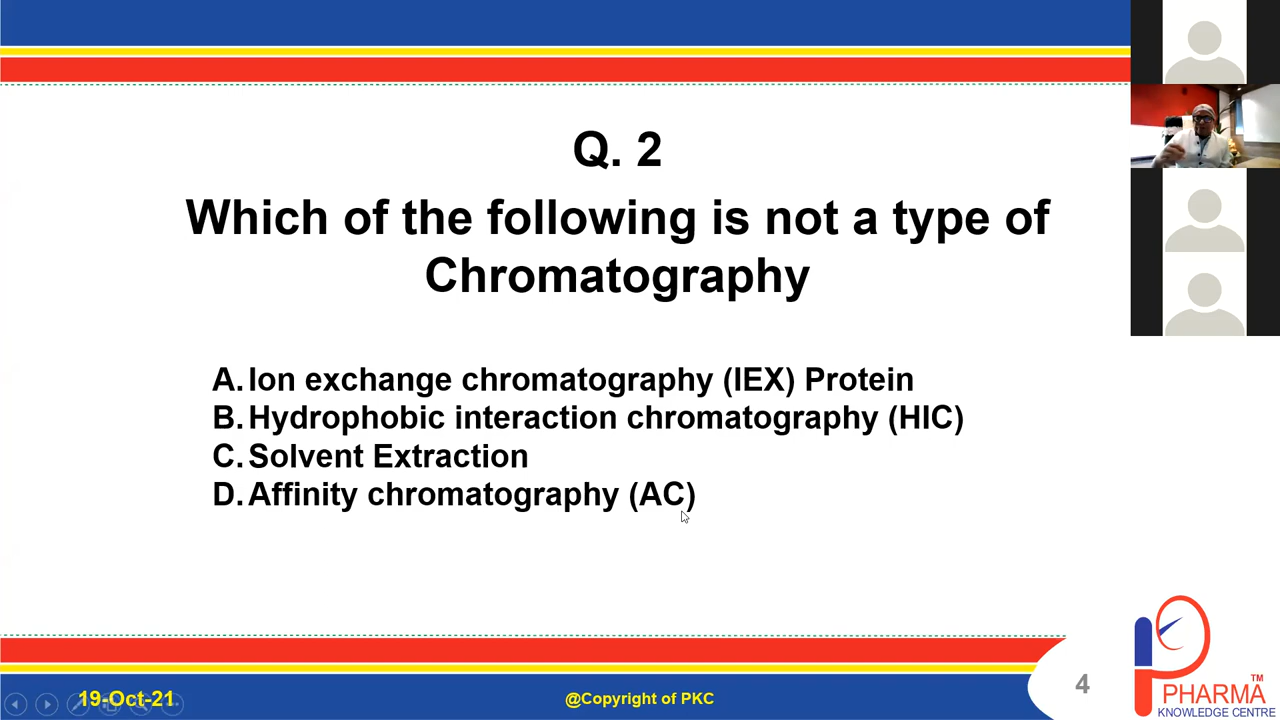 Q. 2
Which of the following is not a type of
Chromatography
A. Ion exchange chromatography (IEX) Protein
B. Hydrophobic interaction chromatography (HIC)
C. Solvent Extraction
D. Affinity chromatography (AC)
19-Oct-21
@Copyright of PKC
4
TM
PHARMA
KNOWLEDGE CENTRE